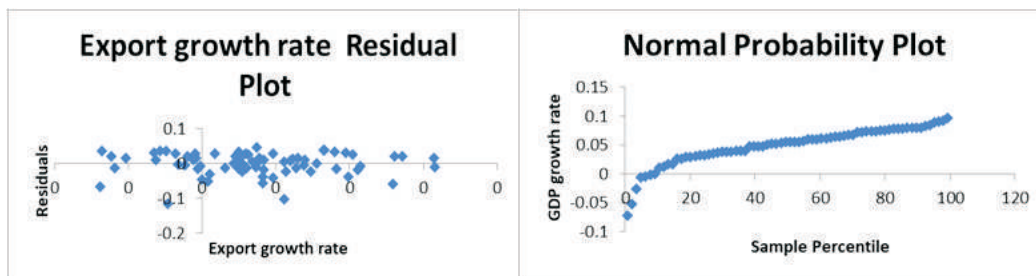 Export growth rate Residual
Plot
0.1
0
-0.1
-0.2
0 0 0 0 0 0 0
Residuals
Export growth rate
Normal Probability Plot
0.15
0.1
0.05
0
-0.05
-0.1
0 20 40 60 80 100 120
GDP growth rate
Sample Percentile